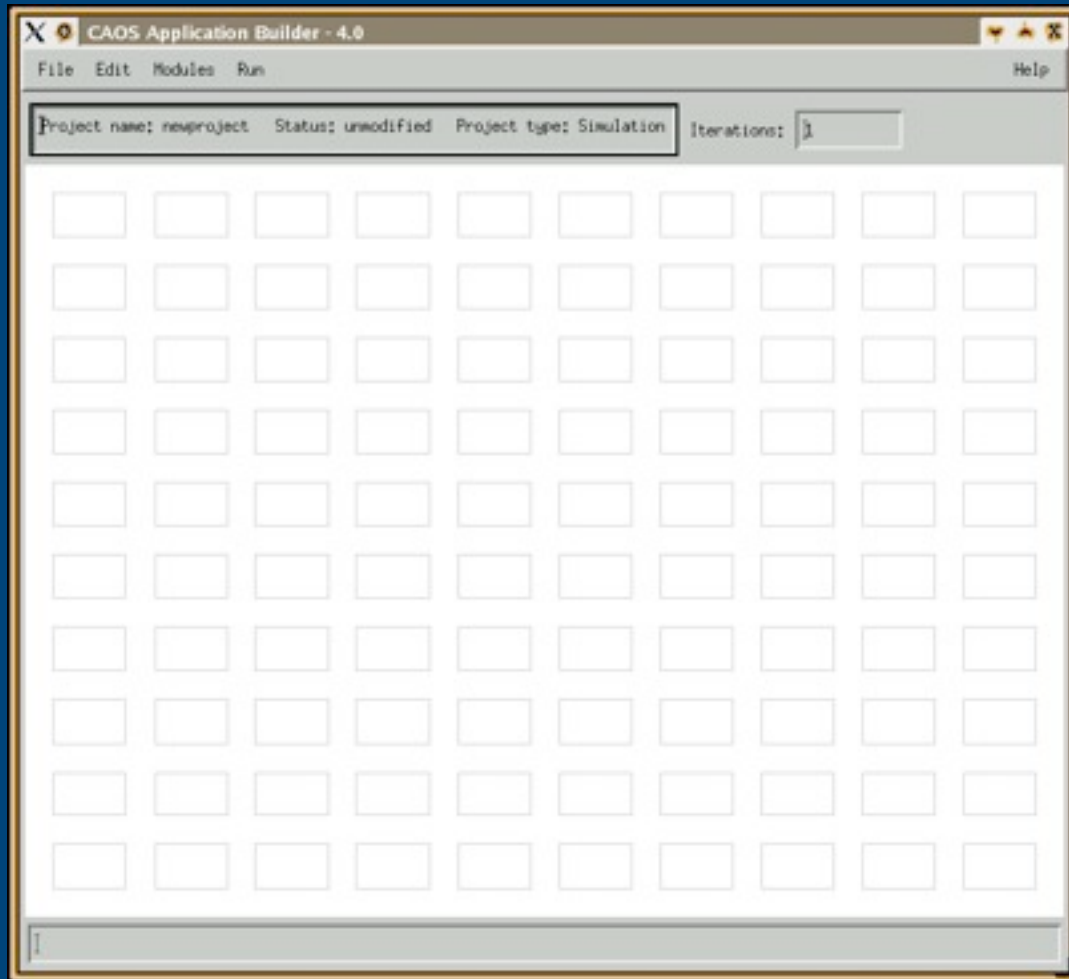 CAOS Application Builder - 4.0
File Edit Modules Run Help
Project name: newproject Status: unmodified Project type: Simulation Iterations: 1